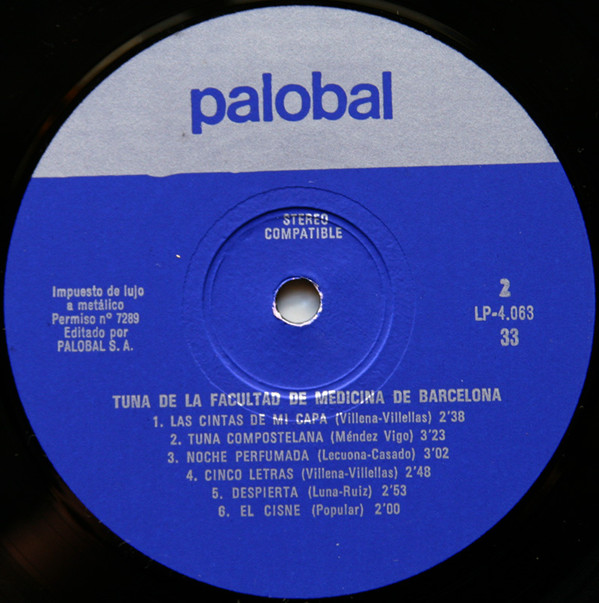 palobal
STEREO
COMPATIBLE
Impuesto de lujo
a metálico
Permiso nº 7289
Editado por
PALOBAL S. A.
2
LP-4.063
33
TUNA DE LA FACULTAD DE MEDICINA DE BARCELONA
1. LAS CINTAS DE MI CAPA (Villena-Villellas) 2'38
2. TUNA COMPOSTELANA (Méndez Vigo) 3'23
3. NOCHE PERFUMADA (Lecuona-Casado) 3'02
4. CINCO LETRAS (Villena-Villellas) 2'48
5. DESPIERTA (Luna-Ruiz) 2'53
6. EL CISNE (Popular) 2'00